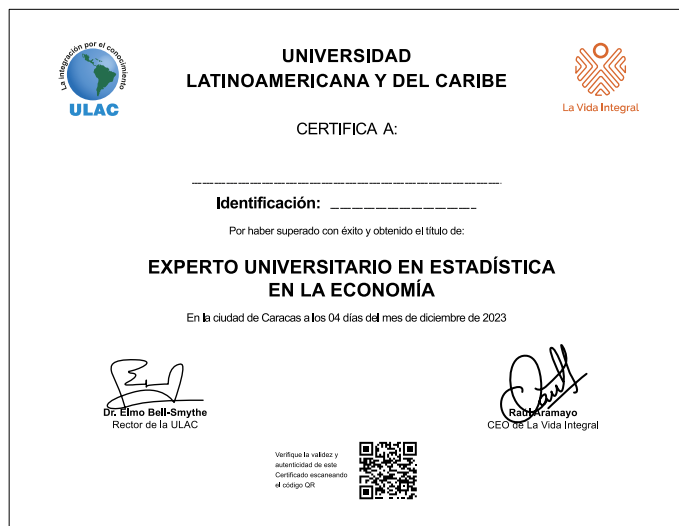 La integración por el conocimiento
ULAC
UNIVERSIDAD
LATINOAMERICANA Y DEL CARIBE
La Vida Integral
CERTIFICA A:
Identificación:
Por haber superado con éxito y obtenido el título de:
EXPERTO UNIVERSITARIO EN ESTADÍSTICA
EN LA ECONOMÍA
En la ciudad de Caracas a los 04 días del mes de diciembre de 2023
Dr. Elmo Bell-Smythe
Rector de la ULAC
Raúl Aramayo
CEO de La Vida Integral
Verifique la validez y
autenticidad de este
Certificado escaneando
el código QR